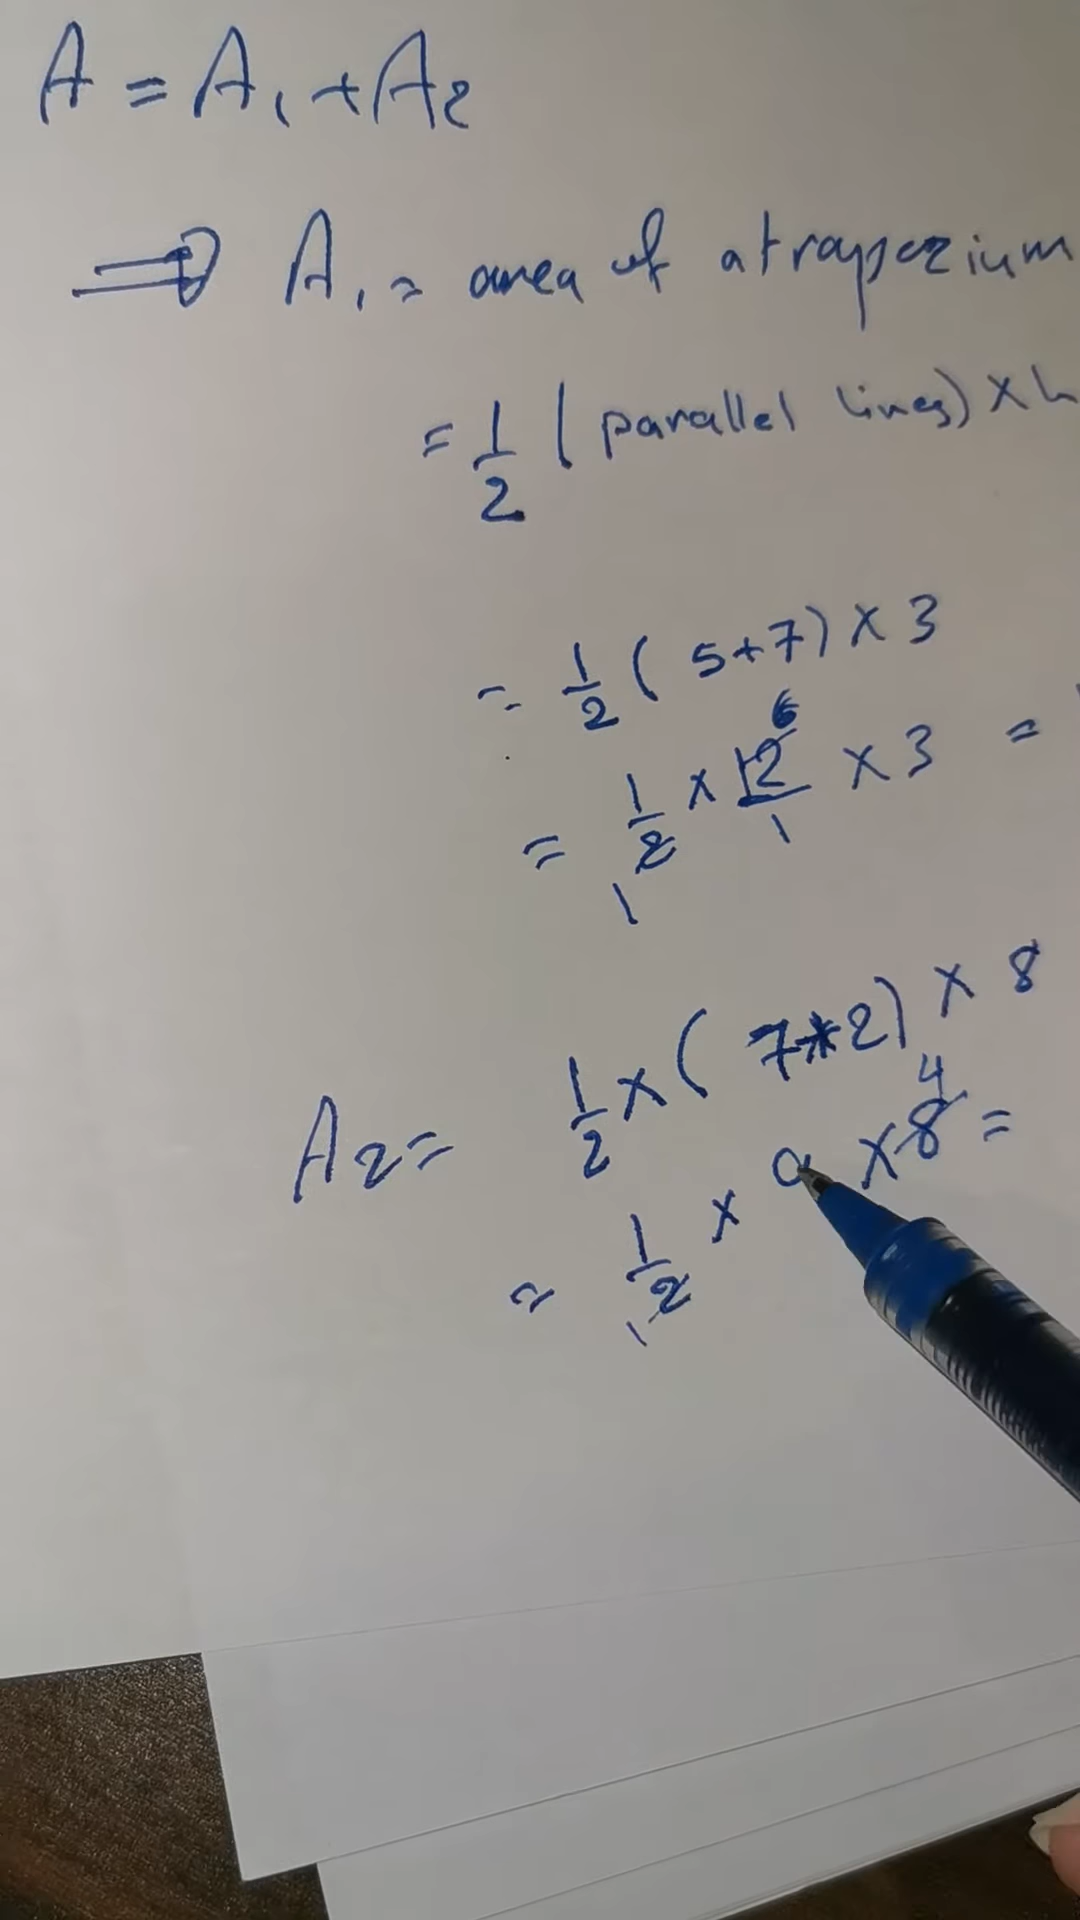 A = A₁ + A₂
⇒ A₁ = area of a trapezium
= 1/2 (parallel lines) × h
= 1/2 (5+7) × 3
6
= 1/2 × 12/1 × 3 =
1
A₂ = 1/2 × (7+2) × 8
4
= 1/2 × 9 × 8 =
1